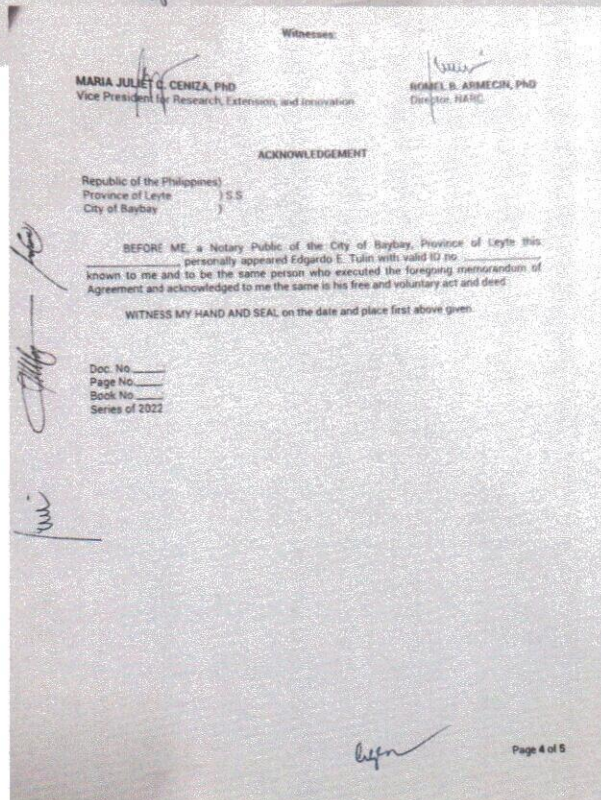 Witnesses:
MARIA JULIET C. CENIZA, PhD
Vice President for Research, Extension, and Innovation
ROMEL B. ARMECIN, PhD
Director, NARC
ACKNOWLEDGEMENT
Republic of the Philippines)
Province of Leyte ) S.S
City of Baybay )
BEFORE ME, a Notary Public of the City of Baybay, Province of Leyte this
____________ personally appeared Edgardo E. Tulin with valid ID no. ____________
known to me and to be the same person who executed the foregoing memorandum of
Agreement and acknowledged to me the same is his free and voluntary act and deed.
WITNESS MY HAND AND SEAL on the date and place first above given.
Doc. No._____
Page No._____
Book No._____
Series of 2022
Page 4 of 5